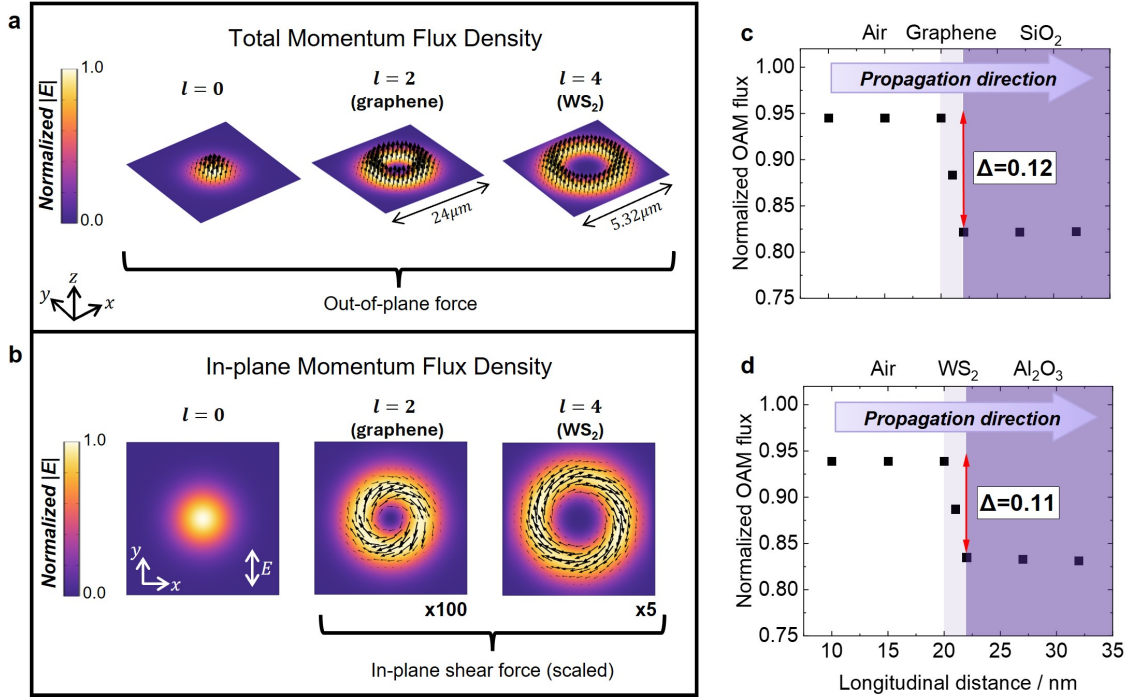 a
Total Momentum Flux Density
Normalized |E|
1.0
0.0
l = 0
l = 2
(graphene)
l = 4
(WS₂)
24μm
5.32μm
z
y
x
Out-of-plane force
b
In-plane Momentum Flux Density
Normalized |E|
1.0
0.0
l = 0
l = 2
(graphene)
l = 4
(WS₂)
y
x
E
x100
x5
In-plane shear force (scaled)
c
Air Graphene SiO₂
Propagation direction
Δ=0.12
Normalized OAM flux
1.00
0.95
0.90
0.85
0.80
0.75
d
Air WS₂ Al₂O₃
Propagation direction
Δ=0.11
Normalized OAM flux
1.00
0.95
0.90
0.85
0.80
0.75
10 15 20 25 30 35
Longitudinal distance / nm